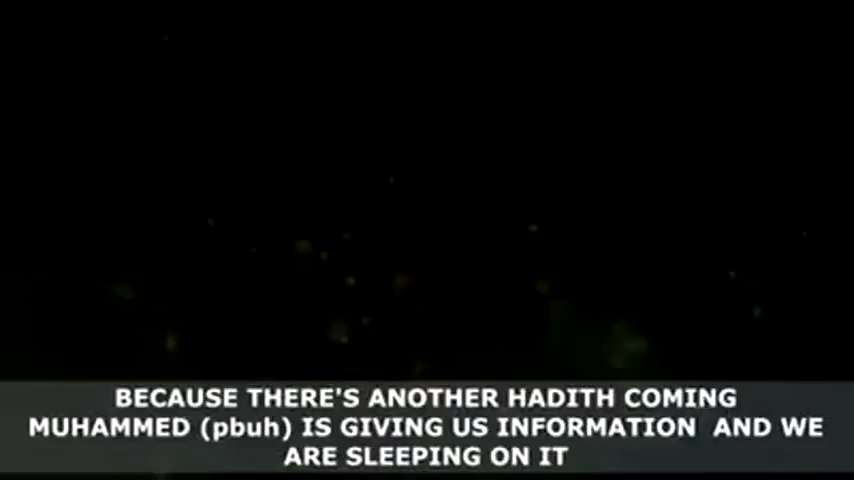 BECAUSE THERE'S ANOTHER HADITH COMING
MUHAMMED (pbuh) IS GIVING US INFORMATION AND WE
ARE SLEEPING ON IT